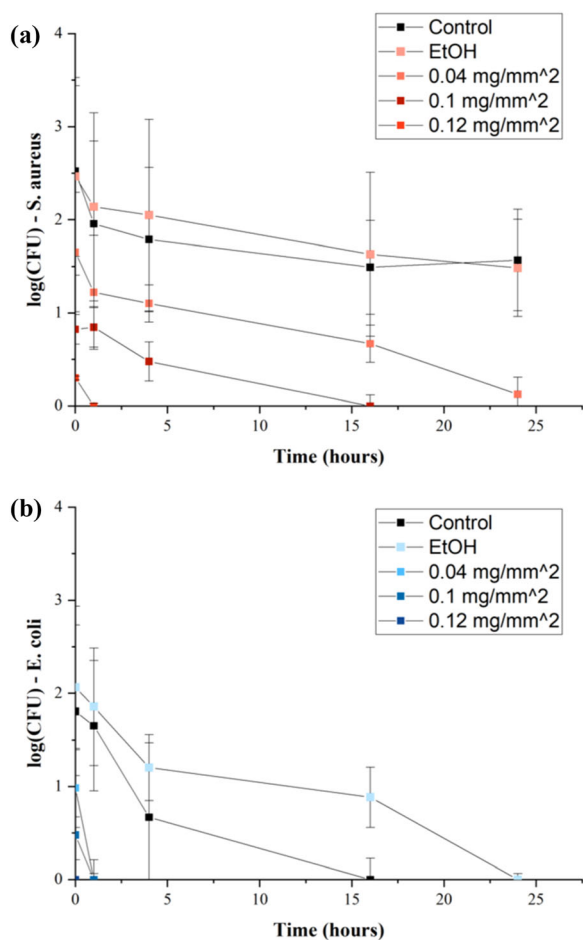 (a)
Control
EtOH
0.04 mg/mm^2
0.1 mg/mm^2
0.12 mg/mm^2
log(CFU) - S. aureus
4
3
2
1
0
0 5 10 15 20 25
Time (hours)
(b)
Control
EtOH
0.04 mg/mm^2
0.1 mg/mm^2
0.12 mg/mm^2
log(CFU) - E. coli
4
3
2
1
0
0 5 10 15 20 25
Time (hours)